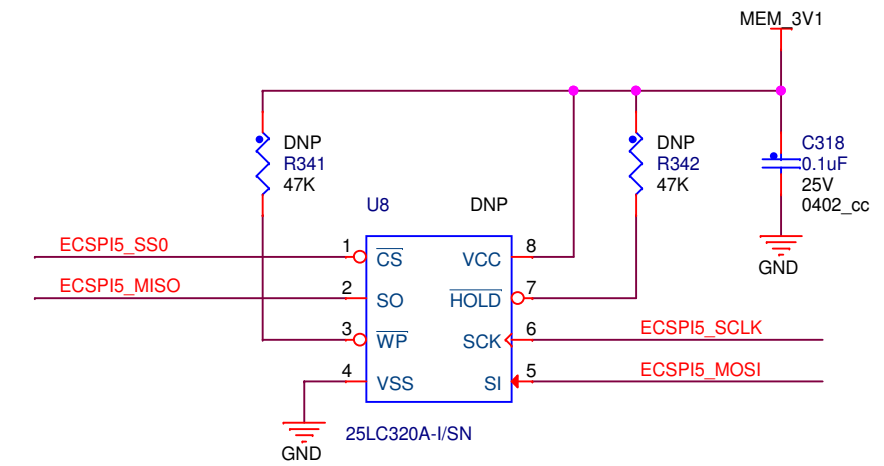 MEM_3V1
DNP
R341
47K
DNP
R342
47K
C318
0.1uF
25V
0402_cc
GND
U8
DNP
ECSPI5_SS0
1
CS
VCC
8
ECSPI5_MISO
2
SO
HOLD
7
3
WP
SCK
6
ECSPI5_SCLK
4
VSS
SI
5
ECSPI5_MOSI
25LC320A-I/SN
GND